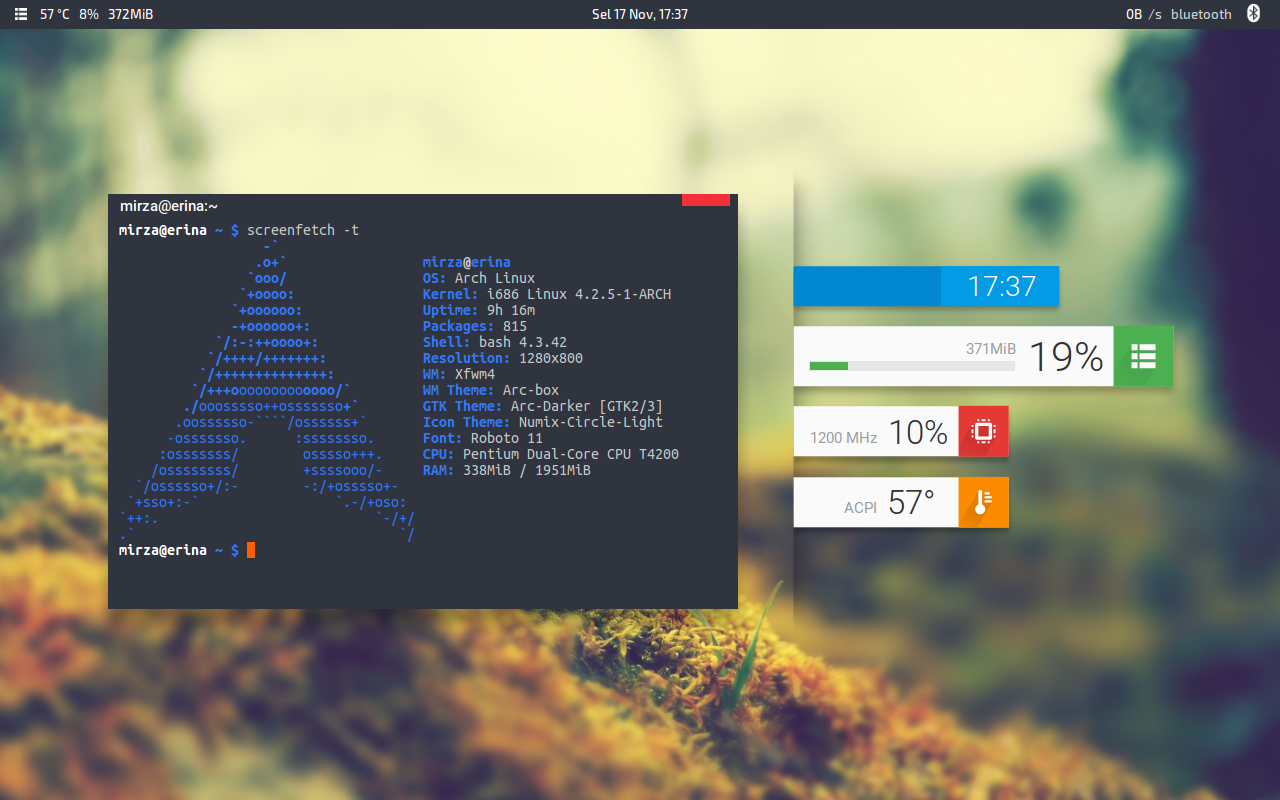 57 °C 8% 372MiB
Sel 17 Nov, 17:37
0B /s bluetooth
mirza@erina:~
mirza@erina ~ $ screenfetch -t
-`
.o+`
mirza@erina
`ooo/
OS: Arch Linux
`+oooo:
Kernel: i686 Linux 4.2.5-1-ARCH
`+oooooo:
Uptime: 9h 16m
-+oooooo+:
Packages: 815
`/:-:++oooo+:
Shell: bash 4.3.42
`/++++/+++++++:
Resolution: 1280x800
`/++++++++++++++:
WM: Xfwm4
`/+++ooooooooooooo/`
WM Theme: Arc-box
./ooosssso++osssssso+`
GTK Theme: Arc-Darker [GTK2/3]
.oossssso-````/ossssss+`
Icon Theme: Numix-Circle-Light
-osssssso.      :ssssssso.
Font: Roboto 11
:osssssss/        osssso+++.
CPU: Pentium Dual-Core CPU T4200
/ossssssss/        +ssssooo/-
RAM: 338MiB / 1951MiB
`/ossssso+/:-        -:/+osssso+-
`+sso+:-`                 `.-/+oso:
`++:.                           `-/+/
.`                                 `/
mirza@erina ~ $
17:37
371MiB 19%
1200 MHz 10%
ACPI 57°